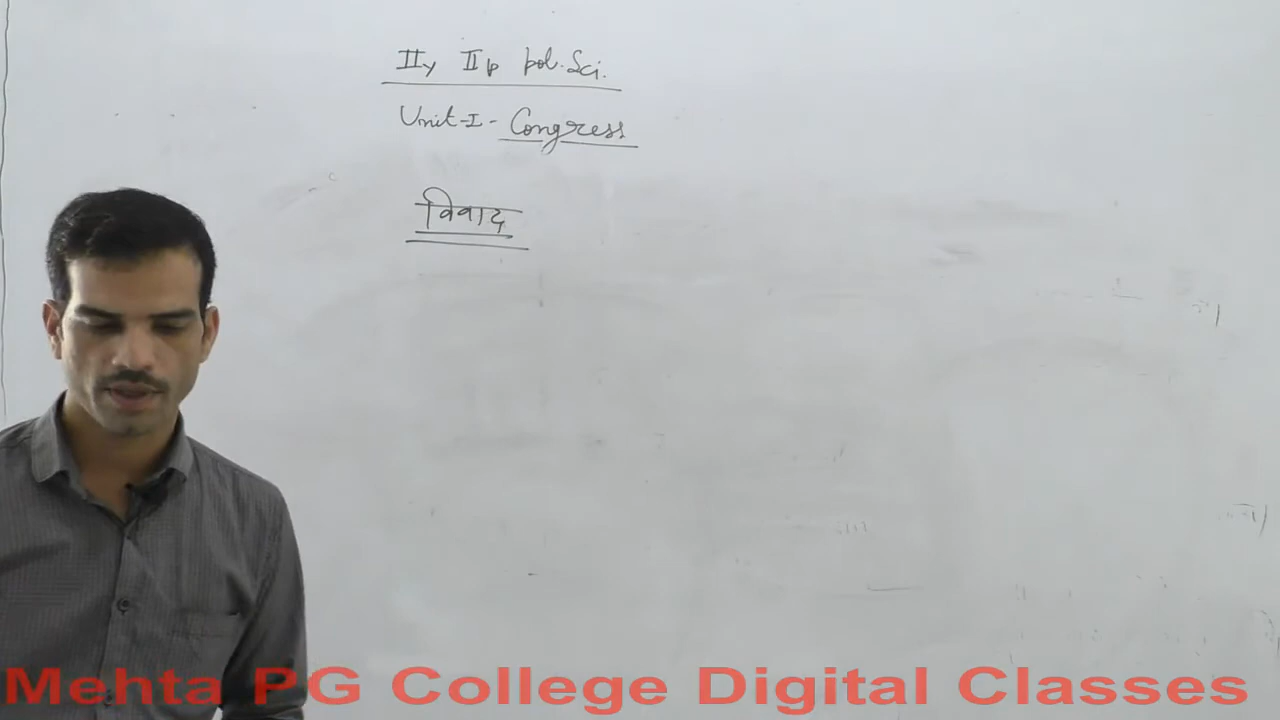 IIy IIp pol. Sci.
Unit-I- Congress
विवाद
Mehta PG College Digital Classes